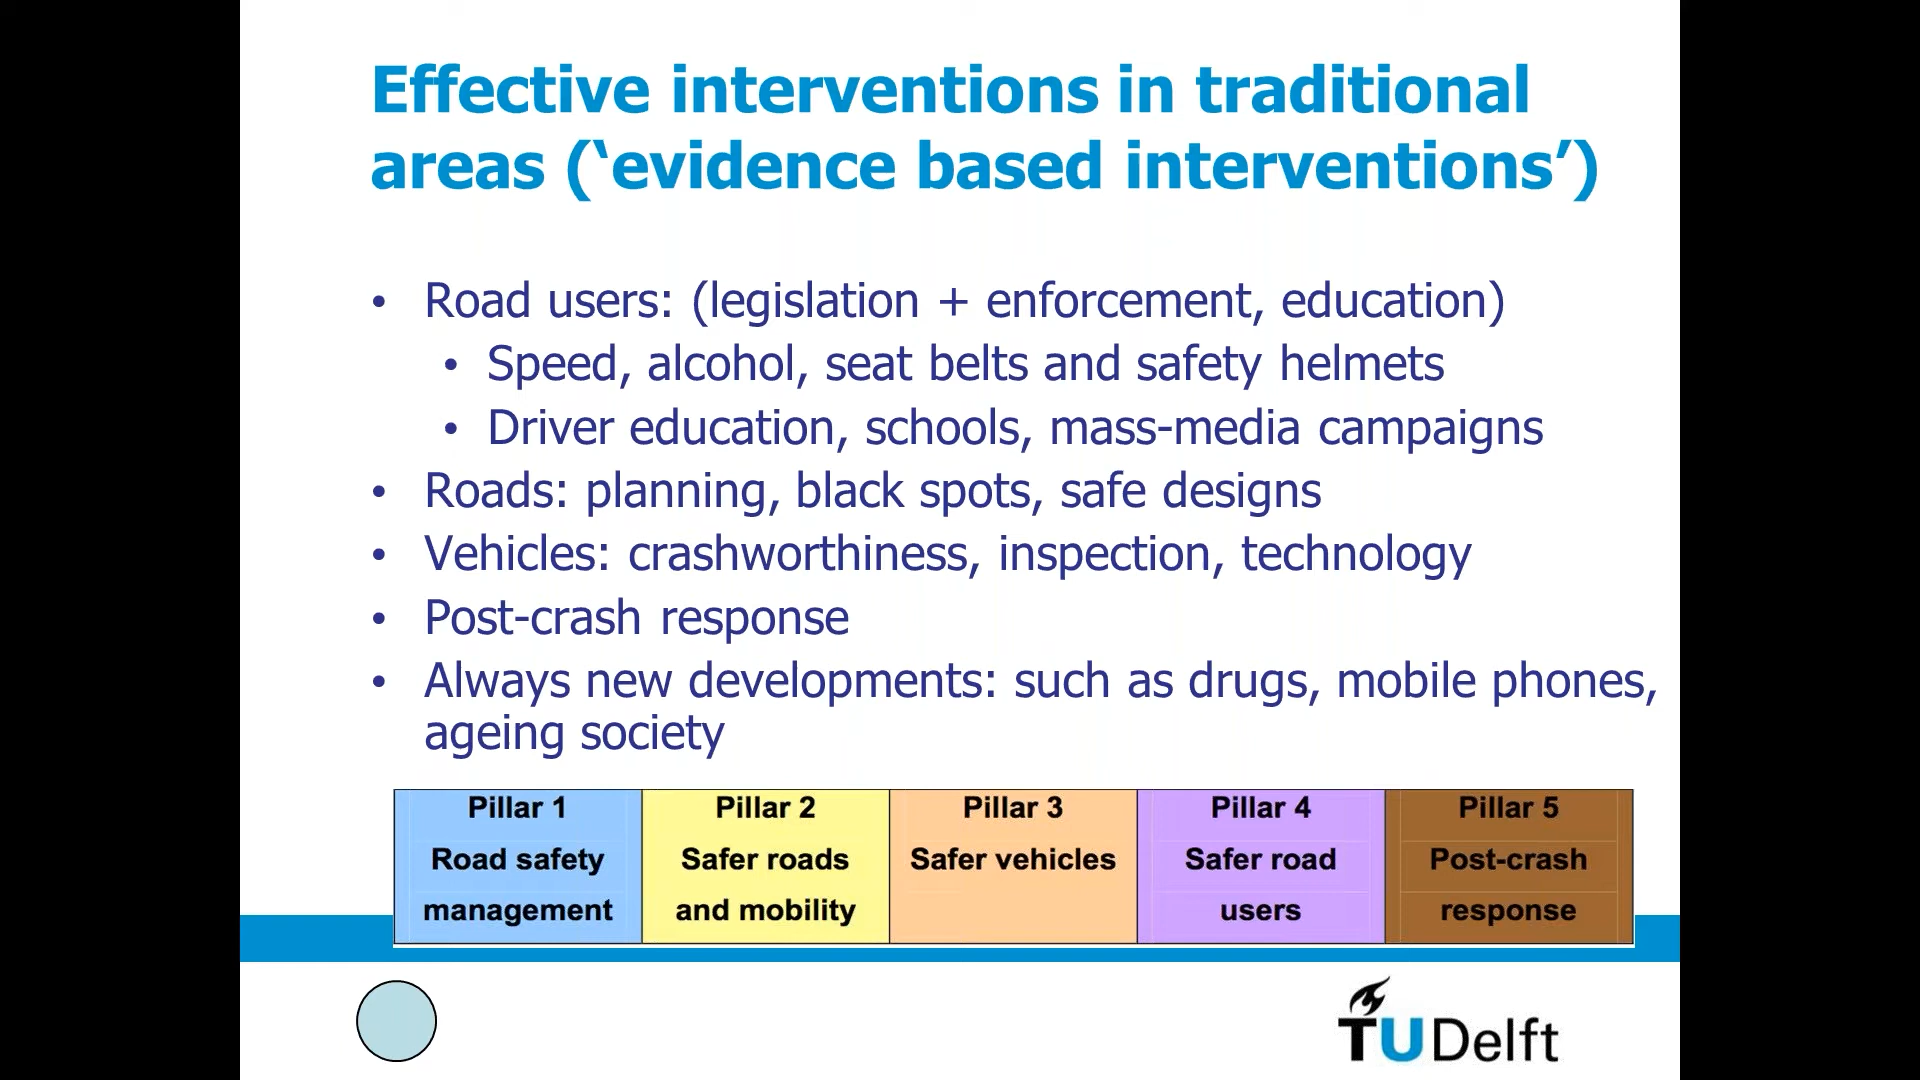 Effective interventions in traditional
areas (‘evidence based interventions’)
• Road users: (legislation + enforcement, education)
• Speed, alcohol, seat belts and safety helmets
• Driver education, schools, mass-media campaigns
• Roads: planning, black spots, safe designs
• Vehicles: crashworthiness, inspection, technology
• Post-crash response
• Always new developments: such as drugs, mobile phones,
ageing society
Pillar 1
Road safety
management
Pillar 2
Safer roads
and mobility
Pillar 3
Safer vehicles
Pillar 4
Safer road
users
Pillar 5
Post-crash
response
TU Delft